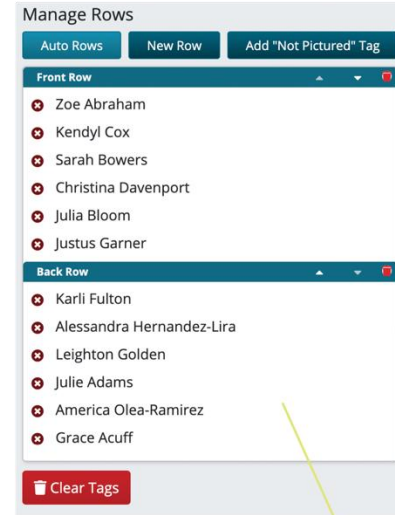 Manage Rows
Auto Rows New Row Add "Not Pictured" Tag
Front Row
Zoe Abraham
Kendyl Cox
Sarah Bowers
Christina Davenport
Julia Bloom
Justus Garner
Back Row
Karli Fulton
Alessandra Hernandez-Lira
Leighton Golden
Julie Adams
America Olea-Ramirez
Grace Acuff
Clear Tags